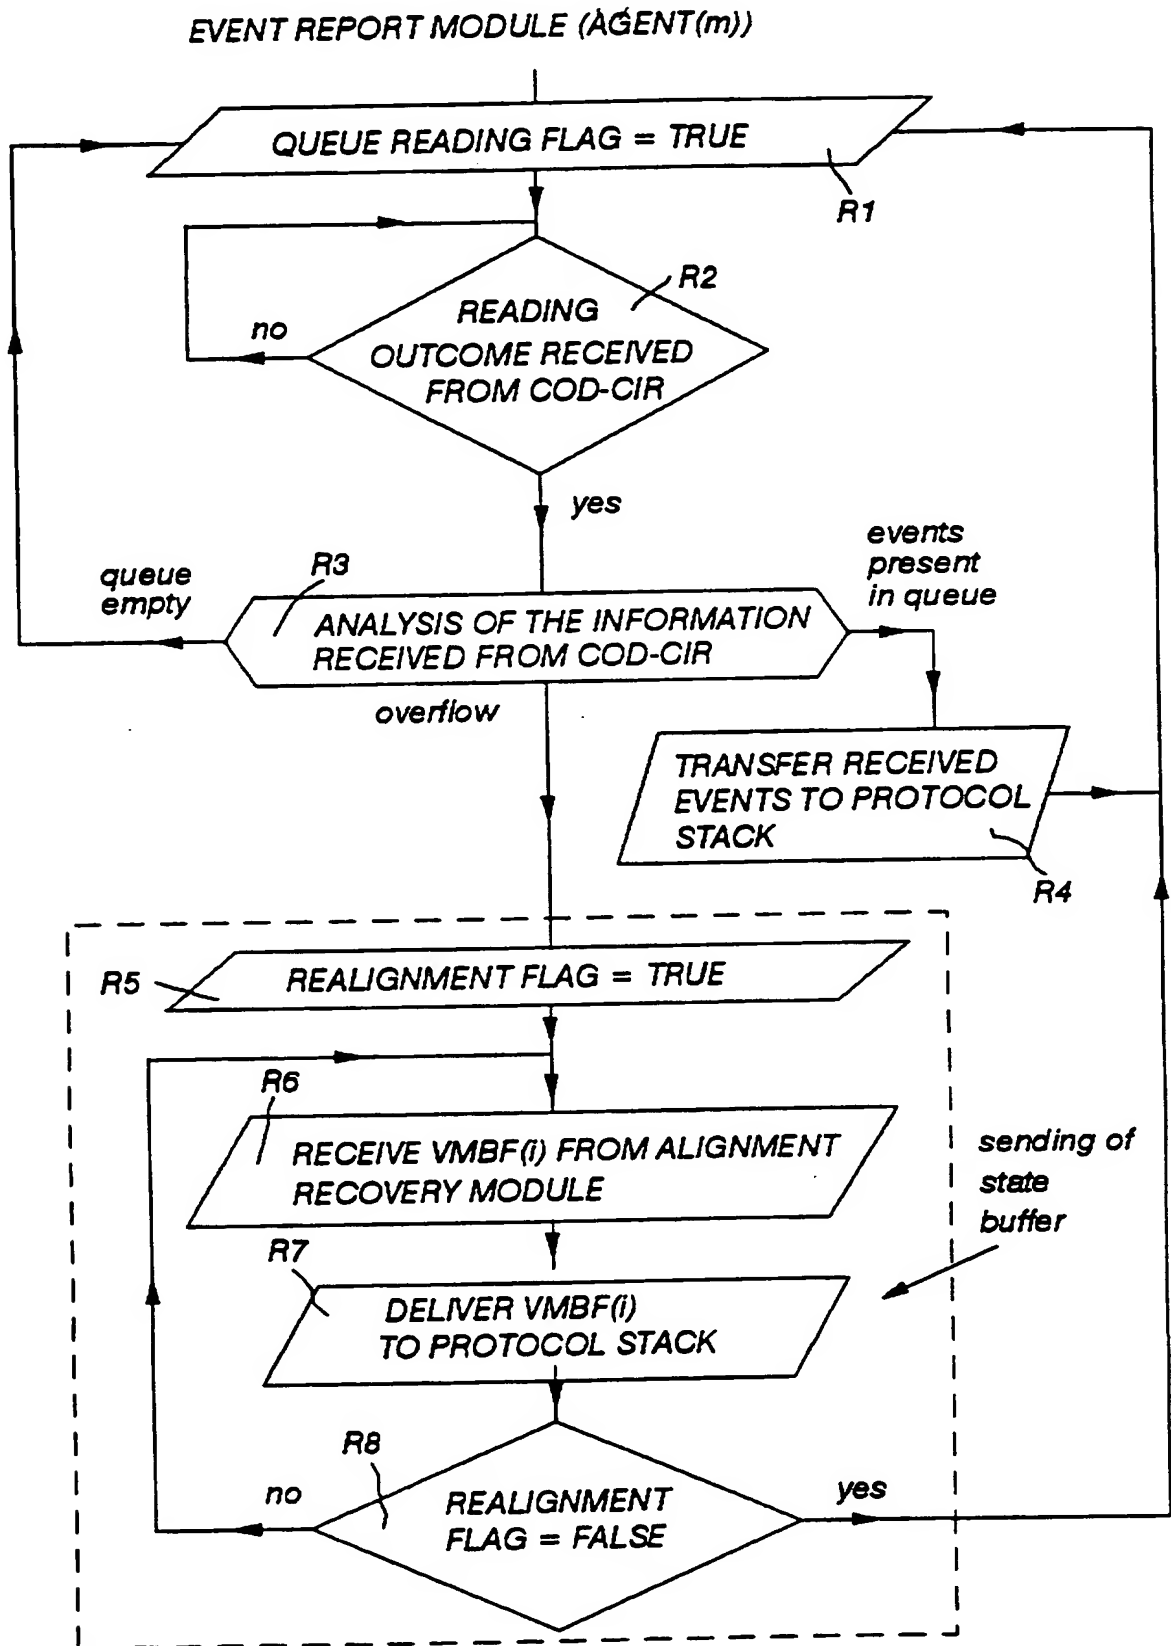 EVENT REPORT MODULE (AGENT(m))
QUEUE READING FLAG = TRUE
R1
R2
READING
OUTCOME RECEIVED
FROM COD-CIR
no
yes
events
present
in queue
queue
empty
R3
ANALYSIS OF THE INFORMATION
RECEIVED FROM COD-CIR
overflow
TRANSFER RECEIVED
EVENTS TO PROTOCOL
STACK
R4
R5
REALIGNMENT FLAG = TRUE
R6
RECEIVE VMBF(i) FROM ALIGNMENT
RECOVERY MODULE
sending of
state
buffer
R7
DELIVER VMBF(i)
TO PROTOCOL STACK
R8
no
REALIGNMENT
FLAG = FALSE
yes